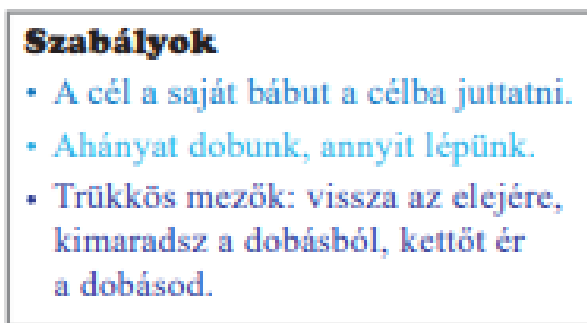 Szabályok
• A cél a saját bábut a célba juttatni.
• Ahányat dobunk, annyit lépünk.
• Trükkös mezők: vissza az elejére,
kimaradsz a dobásból, kettőt ér
a dobásod.